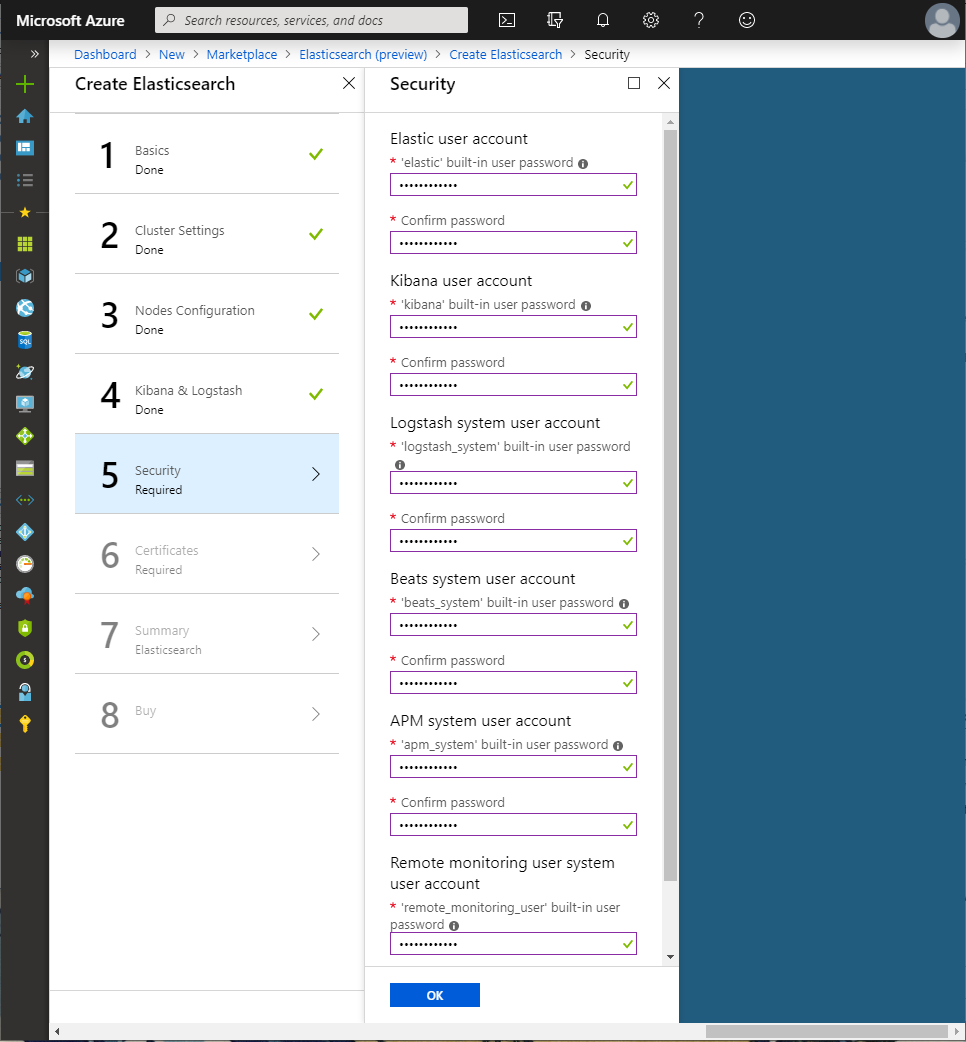 Microsoft Azure
Search resources, services, and docs
Dashboard > New > Marketplace > Elasticsearch (preview) > Create Elasticsearch > Security
Create Elasticsearch
1 Basics
Done
2 Cluster Settings
Done
3 Nodes Configuration
Done
4 Kibana & Logstash
Done
5 Security
Required
6 Certificates
Required
7 Summary
Elasticsearch
8 Buy
Security
Elastic user account
* 'elastic' built-in user password
••••••••••••
* Confirm password
••••••••••••
Kibana user account
* 'kibana' built-in user password
••••••••••••
* Confirm password
••••••••••••
Logstash system user account
* 'logstash_system' built-in user password
••••••••••••
* Confirm password
••••••••••••
Beats system user account
* 'beats_system' built-in user password
••••••••••••
* Confirm password
••••••••••••
APM system user account
* 'apm_system' built-in user password
••••••••••••
* Confirm password
••••••••••••
Remote monitoring user system
user account
* 'remote_monitoring_user' built-in user
password
••••••••••••
OK